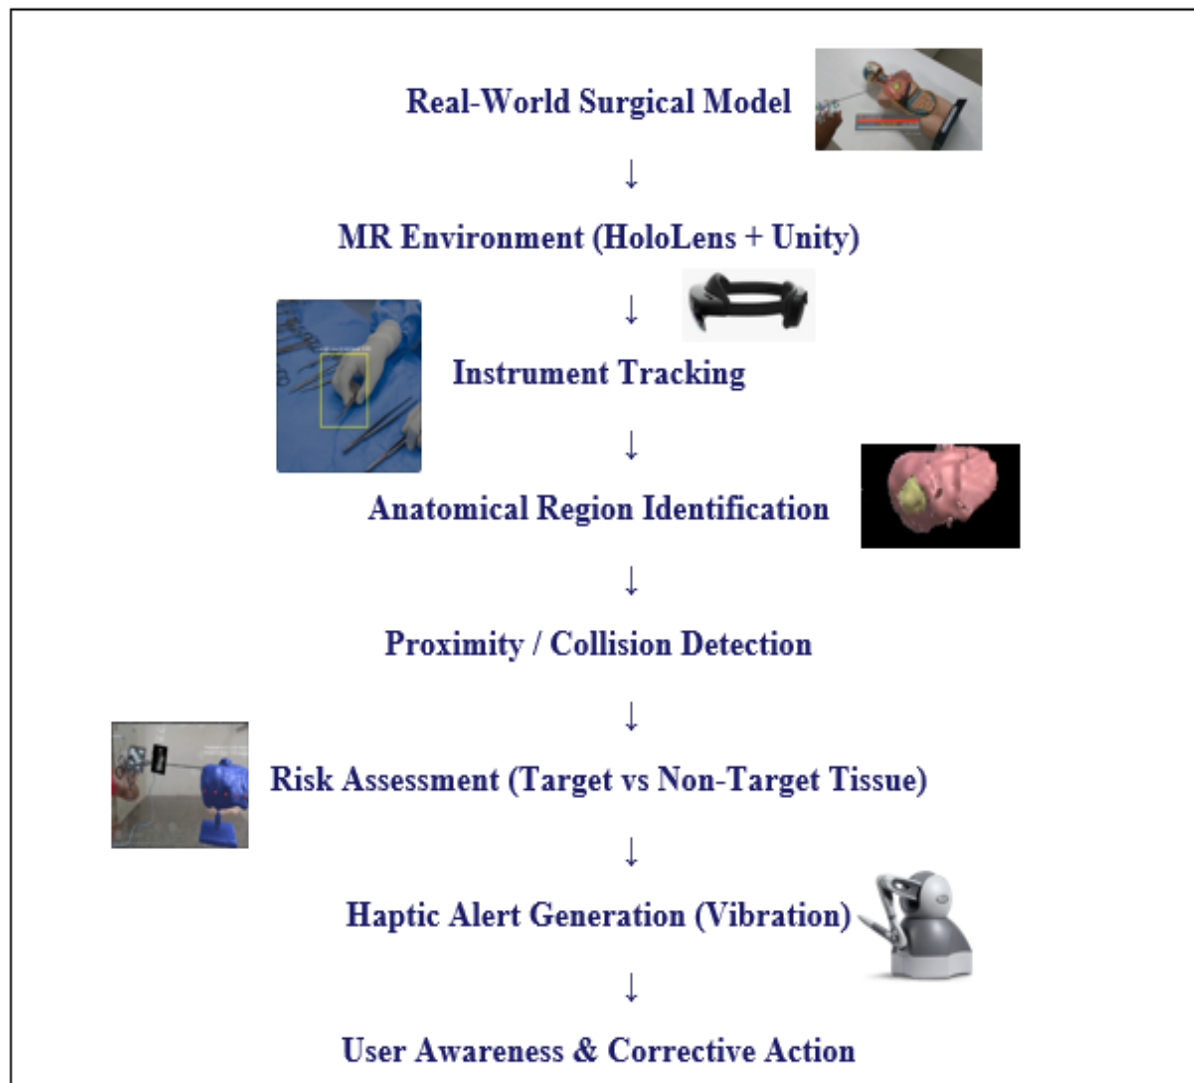 Real-World Surgical Model
↓
MR Environment (HoloLens + Unity)
↓
Instrument Tracking
↓
Anatomical Region Identification
↓
Proximity / Collision Detection
↓
Risk Assessment (Target vs Non-Target Tissue)
↓
Haptic Alert Generation (Vibration)
↓
User Awareness & Corrective Action